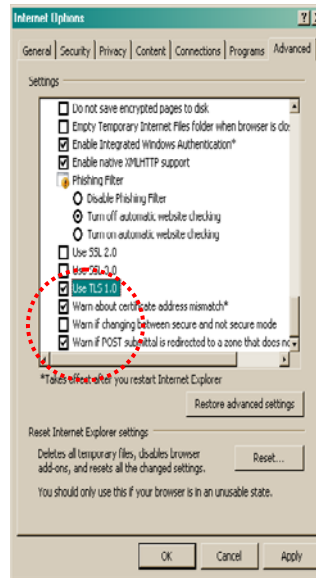 Internet Options
General Security Privacy Content Connections Programs Advanced
Settings
Do not save encrypted pages to disk
Empty Temporary Internet Files folder when browser is clo
Enable Integrated Windows Authentication*
Enable native XMLHTTP support
Phishing Filter
Disable Phishing Filter
Turn off automatic website checking
Turn on automatic website checking
Use SSL 2.0
Use SSL 3.0
Use TLS 1.0
Warn about certificate address mismatch*
Warn if changing between secure and not secure mode
Warn if POST submittal is redirected to a zone that does no
*Takes effect after you restart Internet Explorer
Restore advanced settings
Reset Internet Explorer settings
Deletes all temporary files, disables browser
add-ons, and resets all the changed settings.
Reset...
You should only use this if your browser is in an unusable state.
OK Cancel Apply